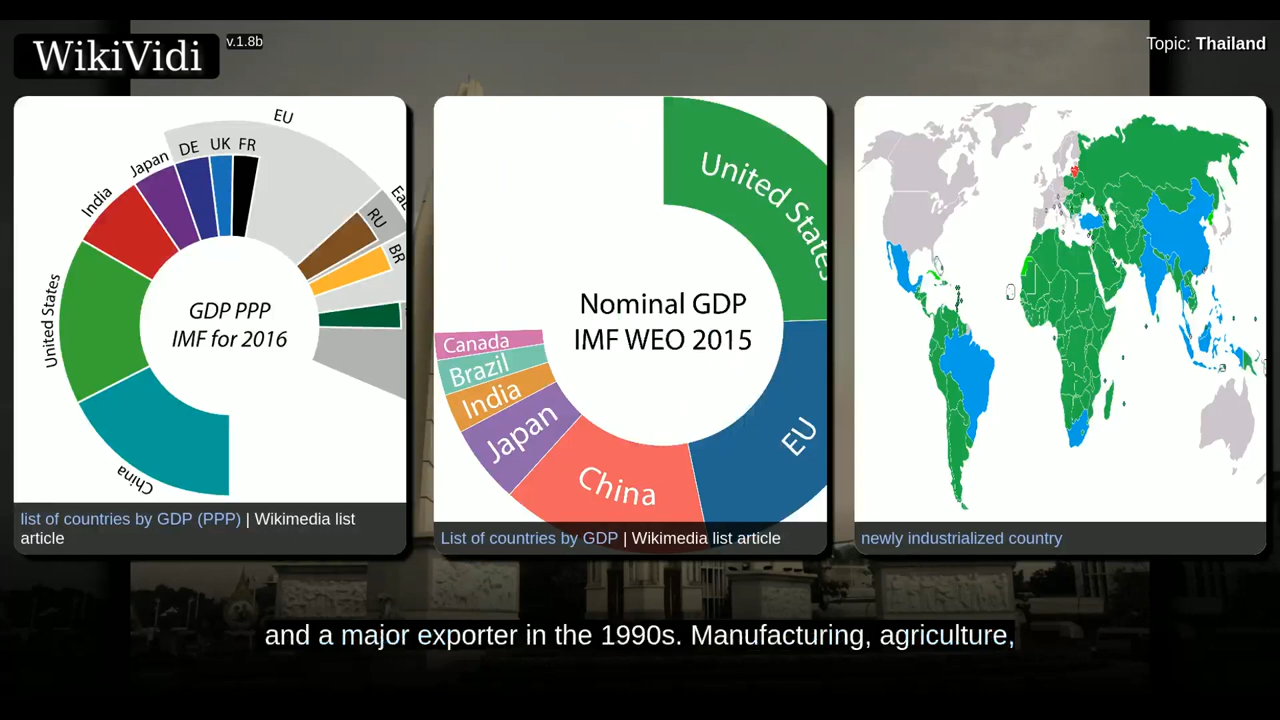 WikiVidi
v.1.8b
Topic: Thailand
EU
DE
UK
FR
Japan
India
RU
BR
United States
GDP PPP
IMF for 2016
China
list of countries by GDP (PPP) | Wikimedia list
article
United States
Nominal GDP
IMF WEO 2015
Canada
Brazil
India
Japan
EU
China
List of countries by GDP | Wikimedia list article
newly industrialized country
and a major exporter in the 1990s. Manufacturing, agriculture,